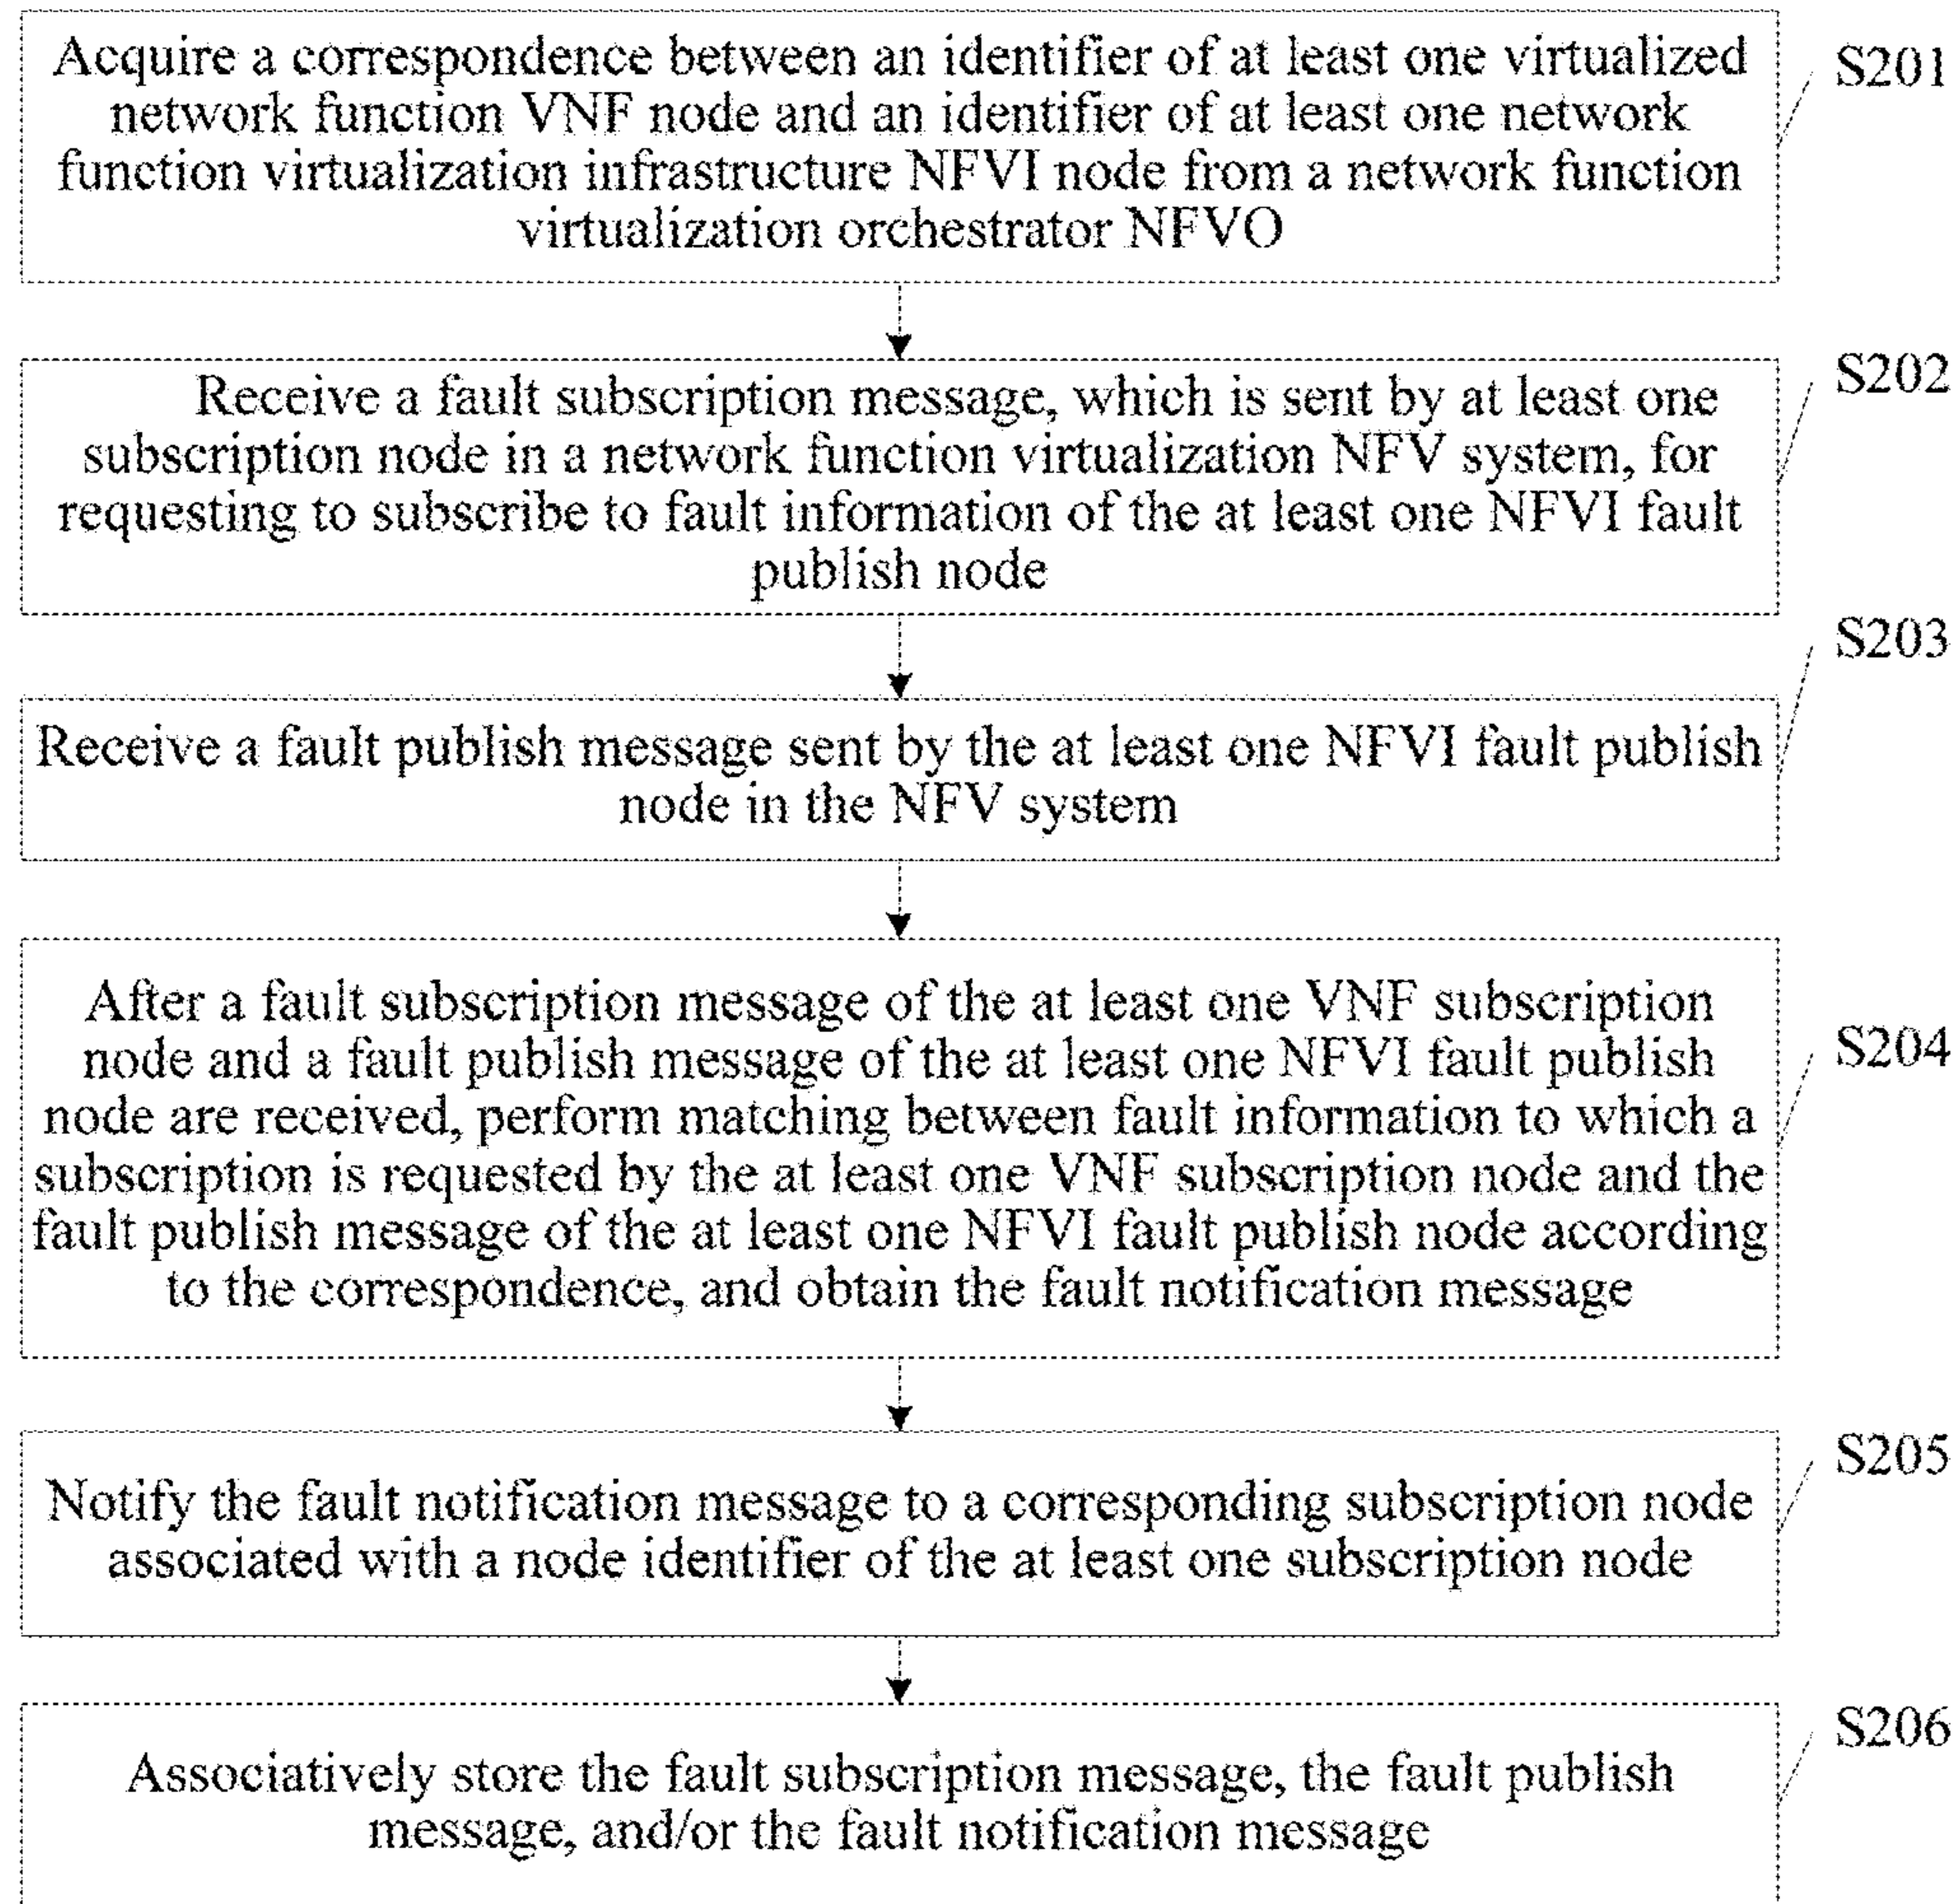 Acquire a correspondence between an identifier of at least one virtualized
network function VNF node and an identifier of at least one network
function virtualization infrastructure NFVI node from a network function
virtualization orchestrator NFVO
S201
Receive a fault subscription message, which is sent by at least one
subscription node in a network function virtualization NFV system, for
requesting to subscribe to fault information of the at least one NFVI fault
publish node
S202
Receive a fault publish message sent by the at least one NFVI fault publish
node in the NFV system
S203
After a fault subscription message of the at least one VNF subscription
node and a fault publish message of the at least one NFVI fault publish
node are received, perform matching between fault information to which a
subscription is requested by the at least one VNF subscription node and the
fault publish message of the at least one NFVI fault publish node according
to the correspondence, and obtain the fault notification message
S204
Notify the fault notification message to a corresponding subscription node
associated with a node identifier of the at least one subscription node
S205
Associatively store the fault subscription message, the fault publish
message, and/or the fault notification message
S206